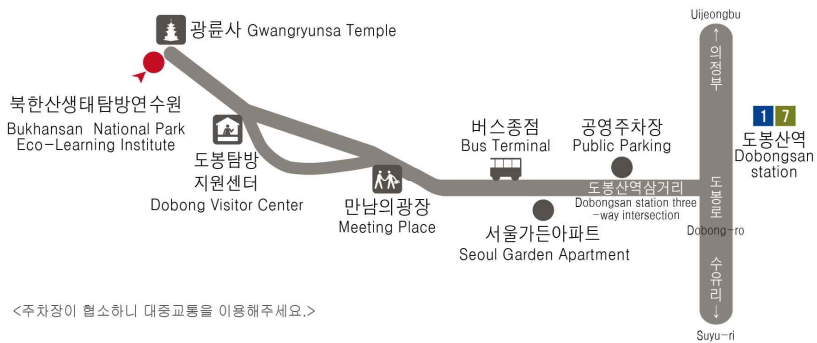 광륜사 Gwangryunsa Temple
북한산생태탐방연수원
Bukhansan National Park
Eco-Learning Institute
도봉탐방
지원센터
Dobong Visitor Center
만남의광장
Meeting Place
버스종점
Bus Terminal
공영주차장
Public Parking
서울가든아파트
Seoul Garden Apartment
도봉산역삼거리
Dobongsan station three
-way intersection
Uijeongbu
←의정부
도봉로
Dobong-ro
수유리→
Suyu-ri
1 7
도봉산역
Dobongsan
station
<주차장이 협소하니 대중교통을 이용해주세요.>